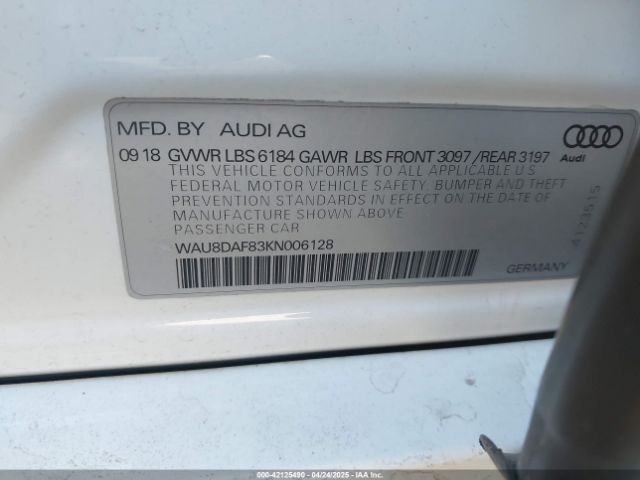 MFD. BY AUDI AG
09 18 GVWR LBS 6184 GAWR LBS FRONT 3097 /REAR 3197
Audi
THIS VEHICLE CONFORMS TO ALL APPLICABLE U S
FEDERAL MOTOR VEHICLE SAFETY. BUMPER AND THEFT
PREVENTION STANDARDS IN EFFECT ON THE DATE OF
MANUFACTURE SHOWN ABOVE
PASSENGER CAR
WAU8DAF83KN006128
4123515
GERMANY
000-42125490 - 04/24/2025 - IAAI.COM